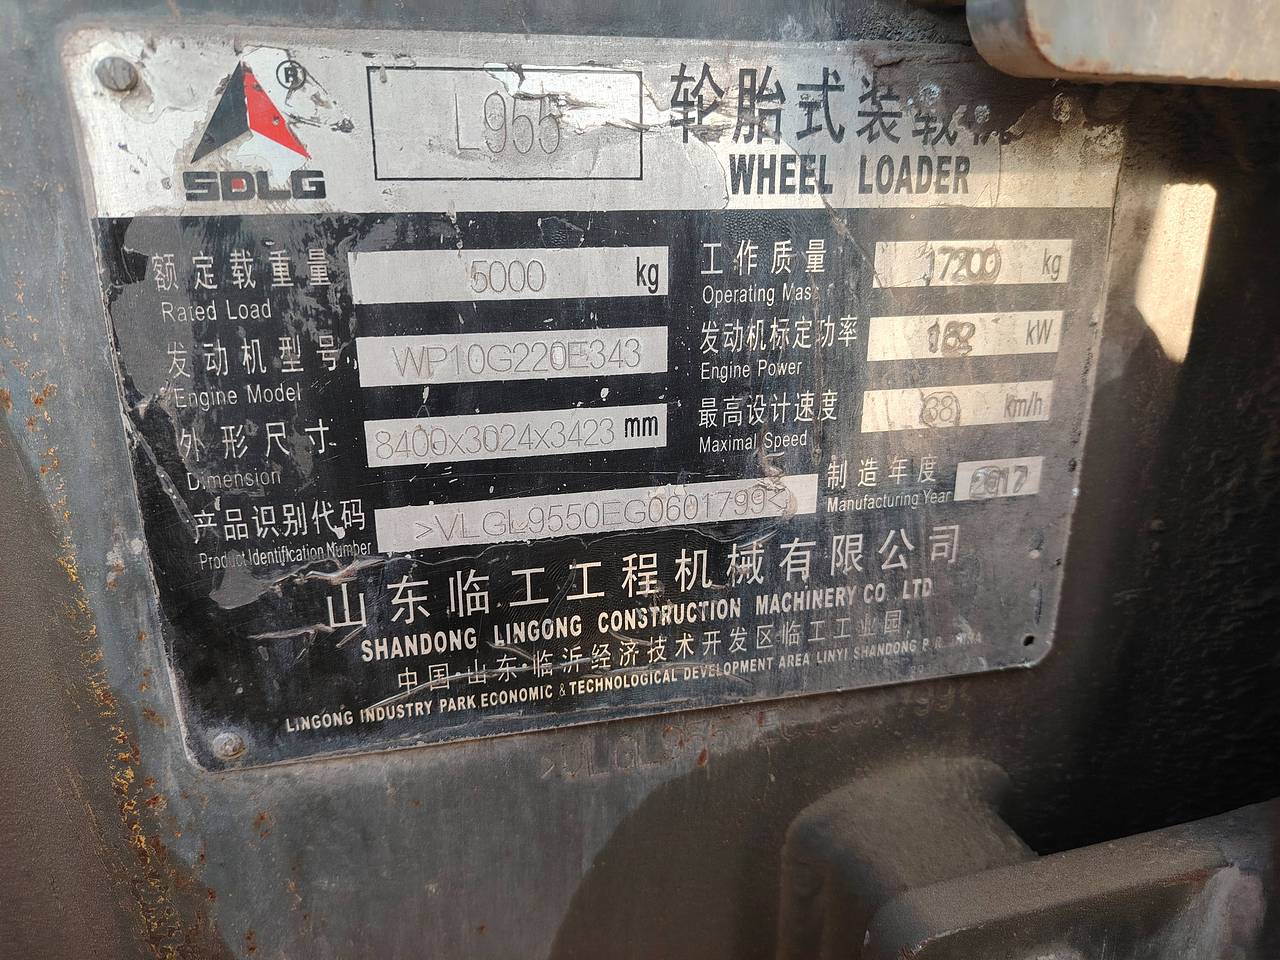 SDLG ®
L955
轮胎式装载机
WHEEL LOADER
额定载重量 5000 kg
Rated Load
工作质量 17200 kg
Operating Mass
发动机型号 WP10G220E343
Engine Model
发动机标定功率 162 kW
Engine Power
外形尺寸 8400x3024x3423 mm
Dimension
最高设计速度 38 km/h
Maximal Speed
产品识别代码 >VLGL9550EG0601799<
Product Identification Number
制造年度 2017
Manufacturing Year
山东临工工程机械有限公司
SHANDONG LINGONG CONSTRUCTION MACHINERY CO LTD
中国·山东·临沂经济技术开发区临工工业园
LINGONG INDUSTRY PARK ECONOMIC & TECHNOLOGICAL DEVELOPMENT AREA LINYI SHANDONG P.R.CHINA